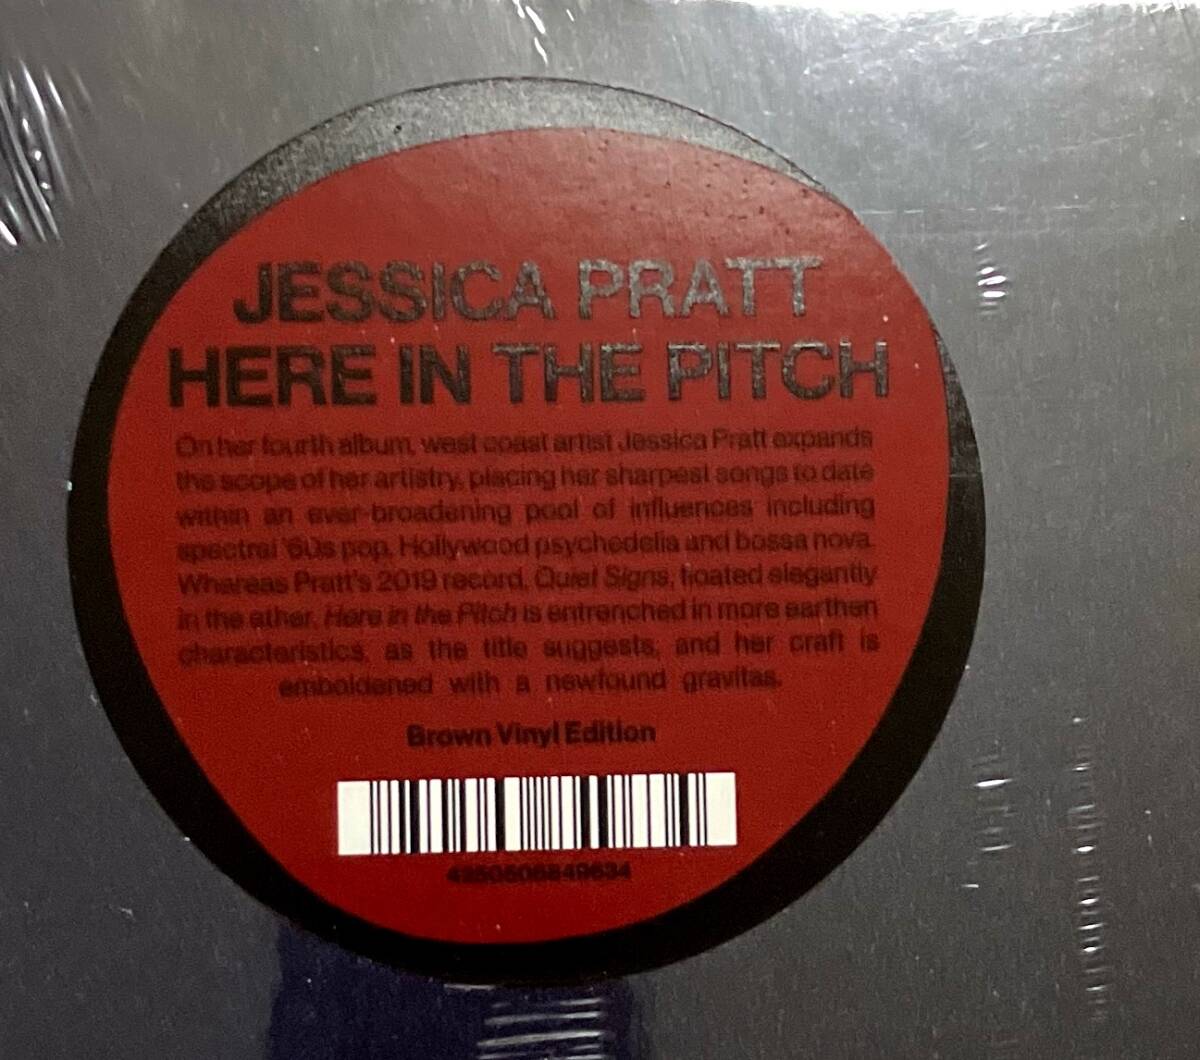 JESSICA PRATT
HERE IN THE PITCH
On her fourth album, west coast artist Jessica Pratt expands
the scope of her artistry, placing her sharpest songs to date
within an ever-broadening pool of influences including
spectral '60s pop, Hollywood psychedelia and bossa nova.
Whereas Pratt's 2019 record, Quiet Signs, floated elegantly
in the ether, Here in the Pitch is entrenched in more earthen
characteristics, as the title suggests, and her craft is
emboldened with a newfound gravitas.
Brown Vinyl Edition
4250506849634